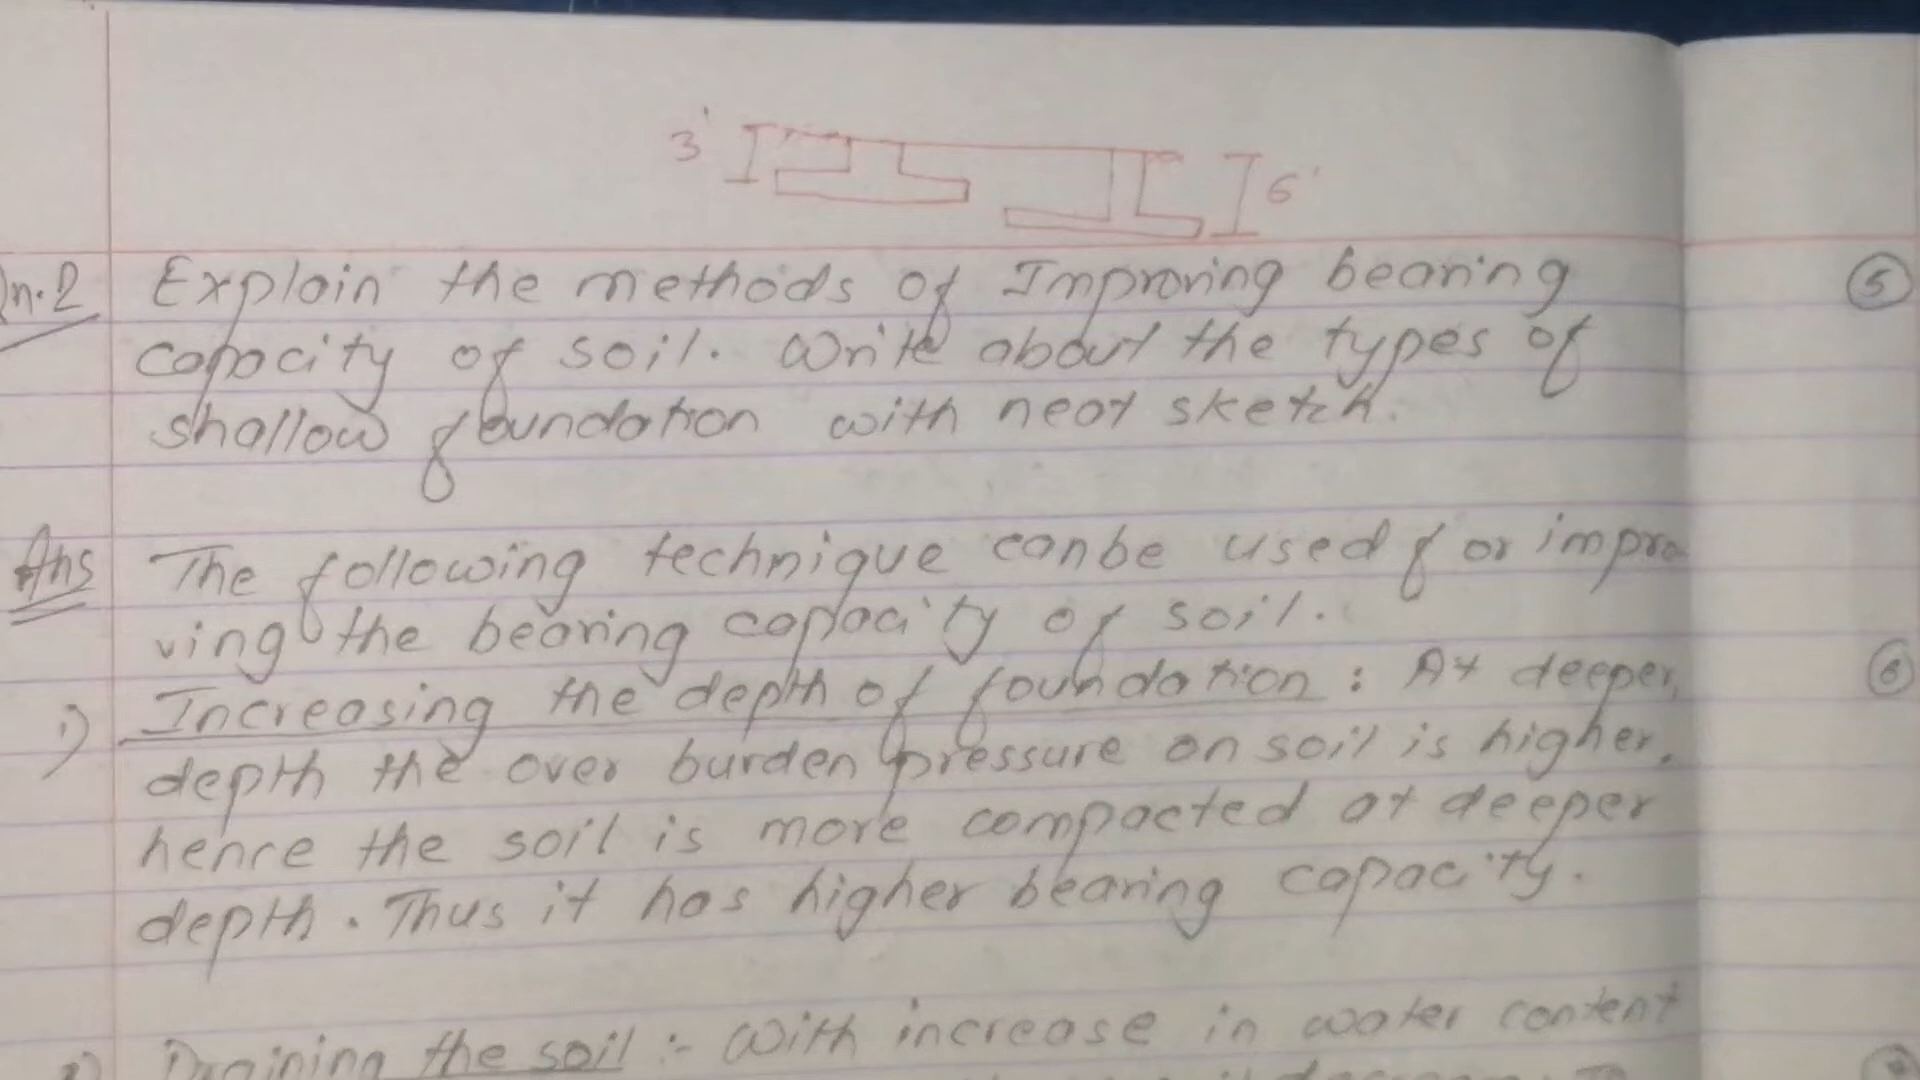 3'
6'
Qn.2 Explain the methods of Improving bearing
capacity of soil. Write about the types of
shallow foundation with neat sketch.
5
Ans The following technique canbe used for impro
ving the bearing capacity of soil.
i) Increasing the depth of foundation : At deeper
6
depth the over burden pressure on soil is higher,
hence the soil is more compacted at deeper
depth. Thus it has higher bearing capacity.
Draining the soil :- With increase in water content